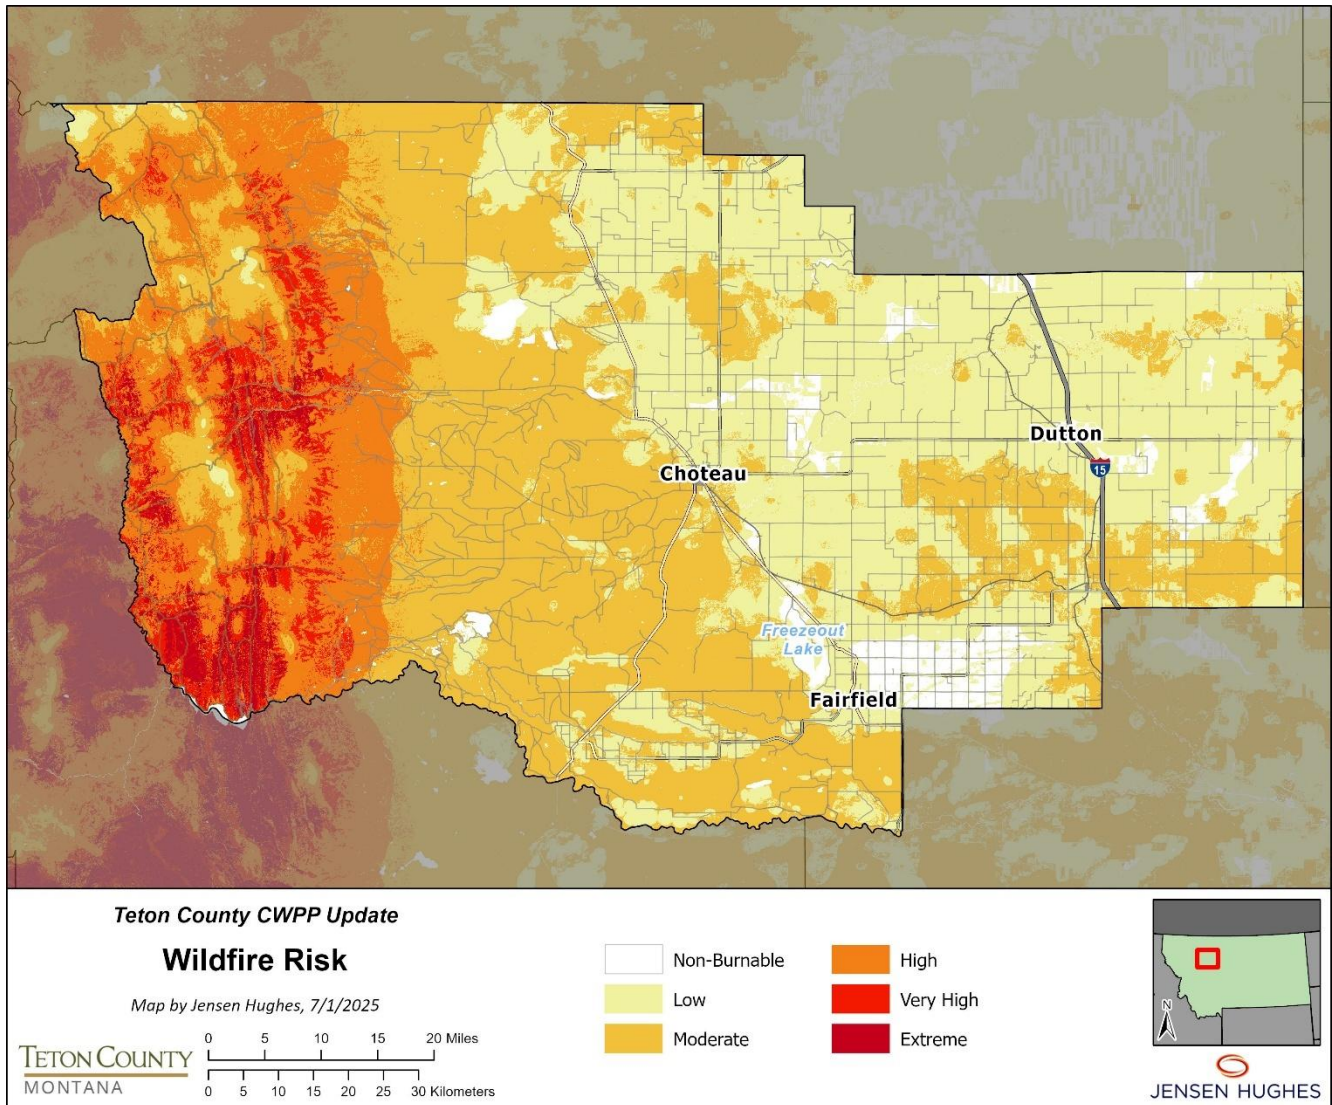 Dutton
Choteau
15
Freezeout
Lake
Fairfield
Teton County CWPP Update
Wildfire Risk
Map by Jensen Hughes, 7/1/2025
0 5 10 15 20 Miles
0 5 10 15 20 25 30 Kilometers
TETON COUNTY
MONTANA
Non-Burnable
Low
Moderate
High
Very High
Extreme
N
JENSEN HUGHES